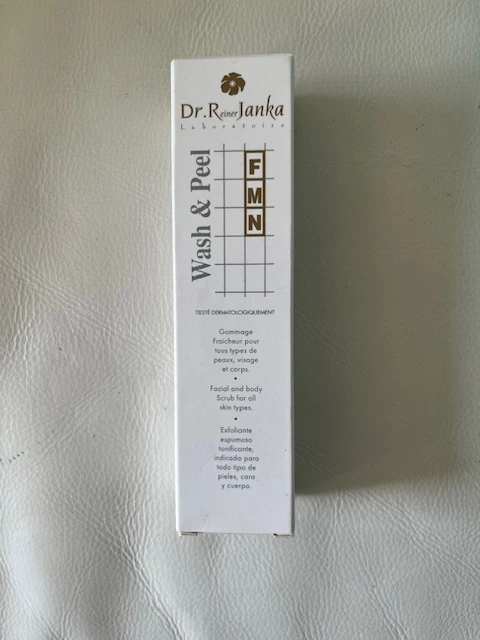 Dr.ReinerJanka
Laboratoire
Wash & Peel
F
M
N
TESTÉ DERMATOLOGIQUEMENT
Gommage
Fraicheur pour
tous types de
peaux, visage
et corps.
•
Facial and body
Scrub for all
skin types.
•
Exfoliante
espumoso
tonificante,
indicado para
todo tipo de
pieles, cara
y cuerpo.